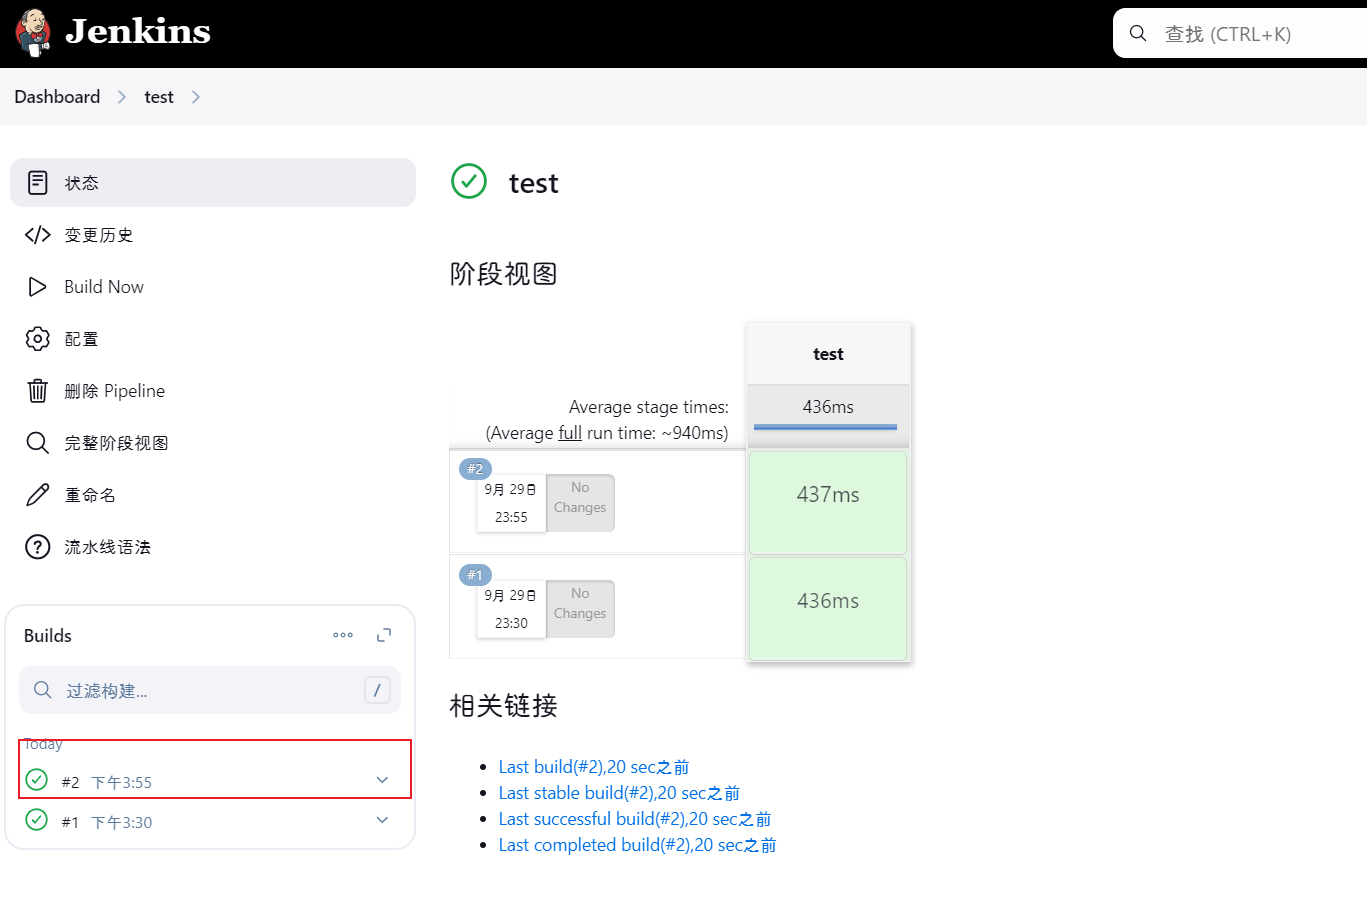 Jenkins
查找 (CTRL+K)
Dashboard
test
状态
变更历史
Build Now
配置
删除 Pipeline
完整阶段视图
重命名
流水线语法
Builds
过滤构建...
/
Today
#2 下午3:55
#1 下午3:30
test
阶段视图
test
Average stage times:
(Average full run time: ~940ms)
436ms
#2
9月 29日
23:55
No
Changes
437ms
#1
9月 29日
23:30
No
Changes
436ms
相关链接
Last build(#2),20 sec之前
Last stable build(#2),20 sec之前
Last successful build(#2),20 sec之前
Last completed build(#2),20 sec之前